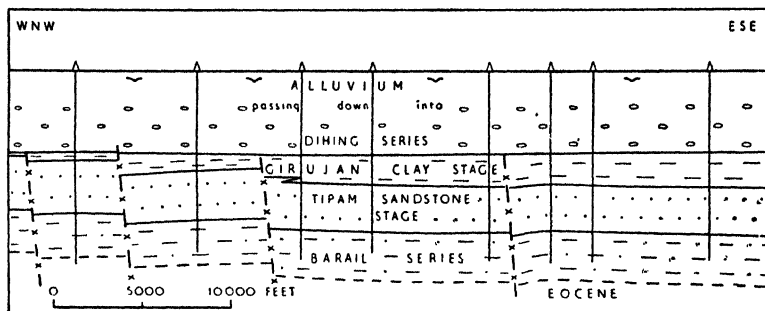 WNW ESE
ALLUVIUM
passing down into
DIHING SERIES
GIRUJAN CLAY STAGE
TIPAM SANDSTONE
STAGE
BARAIL SERIES
0 5000 10000 FEET
EOCENE